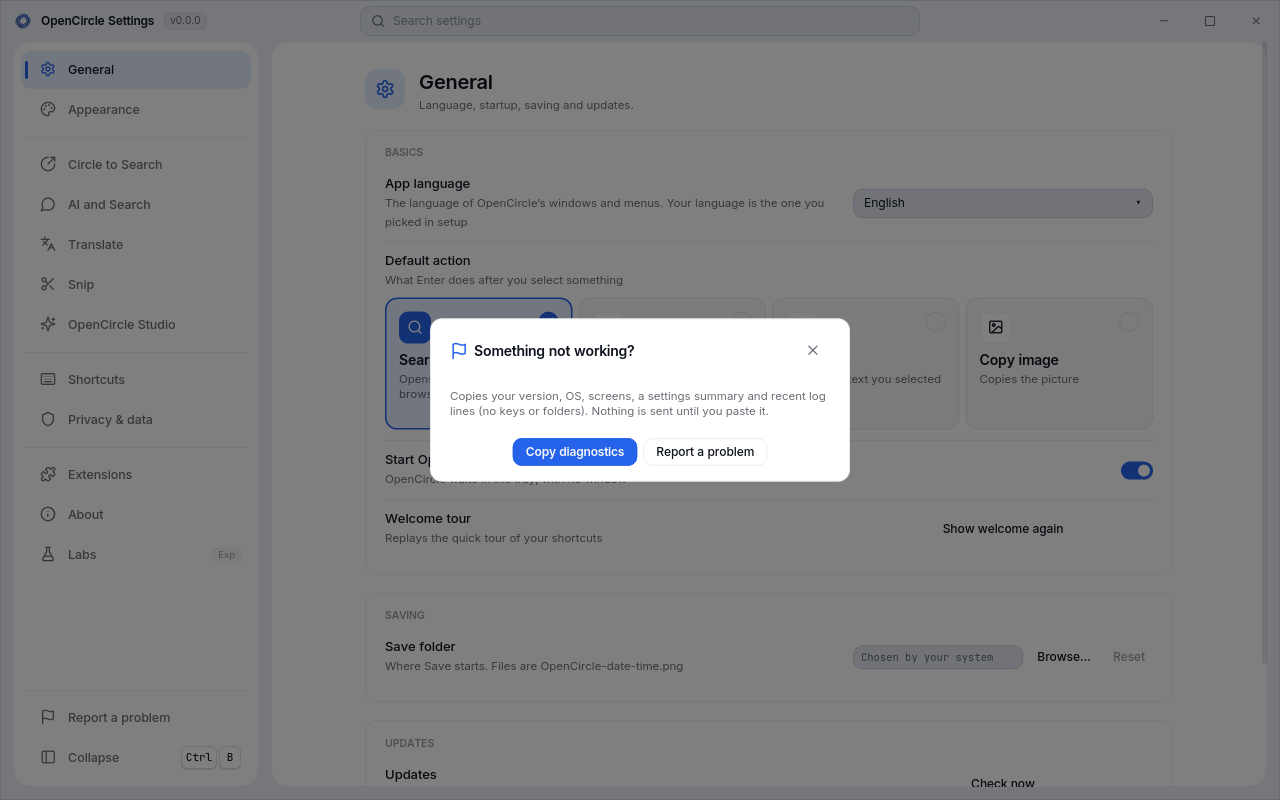 OpenCircle Settings
v0.0.0
Search settings
General
Appearance
Circle to Search
AI and Search
Translate
Snip
OpenCircle Studio
Shortcuts
Privacy & data
Extensions
About
Labs
Exp
Report a problem
Collapse
Ctrl
B
General
Language, startup, saving and updates.
BASICS
App language
The language of OpenCircle's windows and menus. Your language is the one you
picked in setup
English
Default action
What Enter does after you select something
Sear
Opens
brows
text you selected
Copy image
Copies the picture
Something not working?
Copies your version, OS, screens, a settings summary and recent log
lines (no keys or folders). Nothing is sent until you paste it.
Copy diagnostics
Report a problem
Start Op
Welcome tour
Replays the quick tour of your shortcuts
Show welcome again
SAVING
Save folder
Where Save starts. Files are OpenCircle-date-time.png
Chosen by your system
Browse...
Reset
UPDATES
Updates
Check now